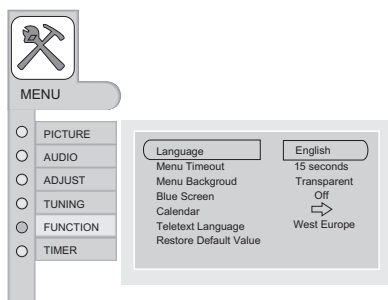 MENU
PICTURE
AUDIO
ADJUST
TUNING
FUNCTION
TIMER
Language English
Menu Timeout 15 seconds
Menu Backgroud Transparent
Blue Screen Off
Calendar
Teletext Language West Europe
Restore Default Value